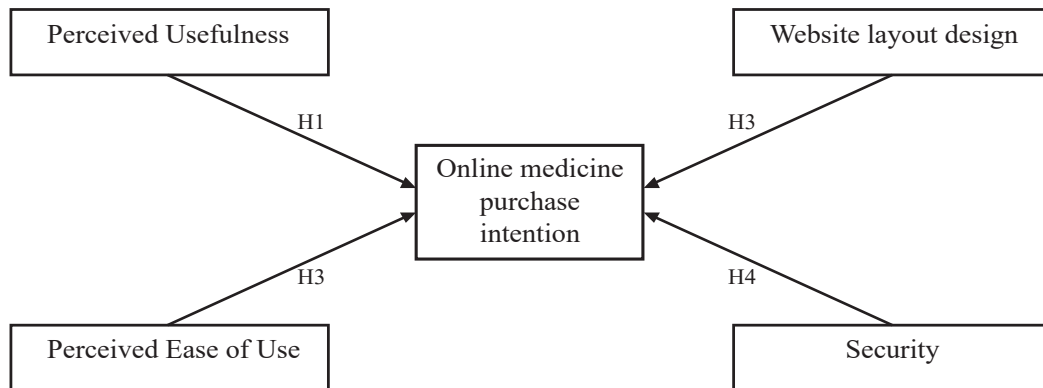 Perceived Usefulness
Website layout design
H1
H3
Online medicine
purchase
intention
H3
H4
Perceived Ease of Use
Security